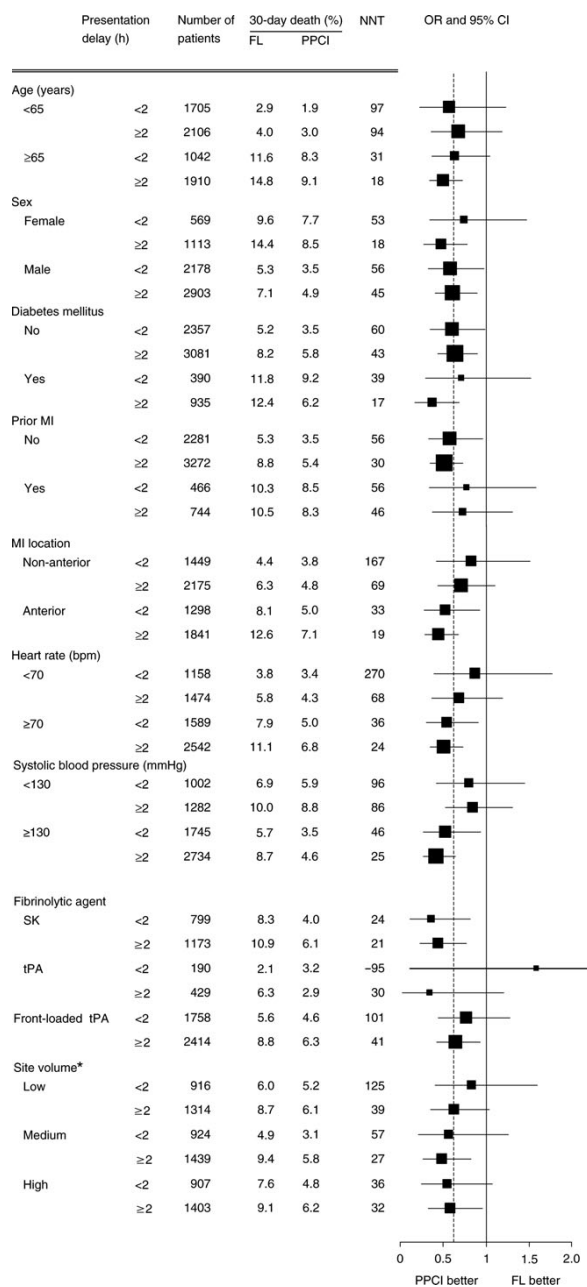 Presentation delay (h) Number of patients 30-day death (%) FL PPCI NNT OR and 95% CI
Age (years)
<65 <2 1705 2.9 1.9 97
≥2 2106 4.0 3.0 94
≥65 <2 1042 11.6 8.3 31
≥2 1910 14.8 9.1 18
Sex
Female <2 569 9.6 7.7 53
≥2 1113 14.4 8.5 18
Male <2 2178 5.3 3.5 56
≥2 2903 7.1 4.9 45
Diabetes mellitus
No <2 2357 5.2 3.5 60
≥2 3081 8.2 5.8 43
Yes <2 390 11.8 9.2 39
≥2 935 12.4 6.2 17
Prior MI
No <2 2281 5.3 3.5 56
≥2 3272 8.8 5.4 30
Yes <2 466 10.3 8.5 56
≥2 744 10.5 8.3 46
MI location
Non-anterior <2 1449 4.4 3.8 167
≥2 2175 6.3 4.8 69
Anterior <2 1298 8.1 5.0 33
≥2 1841 12.6 7.1 19
Heart rate (bpm)
<70 <2 1158 3.8 3.4 270
≥2 1474 5.8 4.3 68
≥70 <2 1589 7.9 5.0 36
≥2 2542 11.1 6.8 24
Systolic blood pressure (mmHg)
<130 <2 1002 6.9 5.9 96
≥2 1282 10.0 8.8 86
≥130 <2 1745 5.7 3.5 46
≥2 2734 8.7 4.6 25
Fibrinolytic agent
SK <2 799 8.3 4.0 24
≥2 1173 10.9 6.1 21
tPA <2 190 2.1 3.2 −95
≥2 429 6.3 2.9 30
Front-loaded tPA <2 1758 5.6 4.6 101
≥2 2414 8.8 6.3 41
Site volume*
Low <2 916 6.0 5.2 125
≥2 1314 8.7 6.1 39
Medium <2 924 4.9 3.1 57
≥2 1439 9.4 5.8 27
High <2 907 7.6 4.8 36
≥2 1403 9.1 6.2 32
0 0.5 1 1.5 2.0
PPCI better FL better